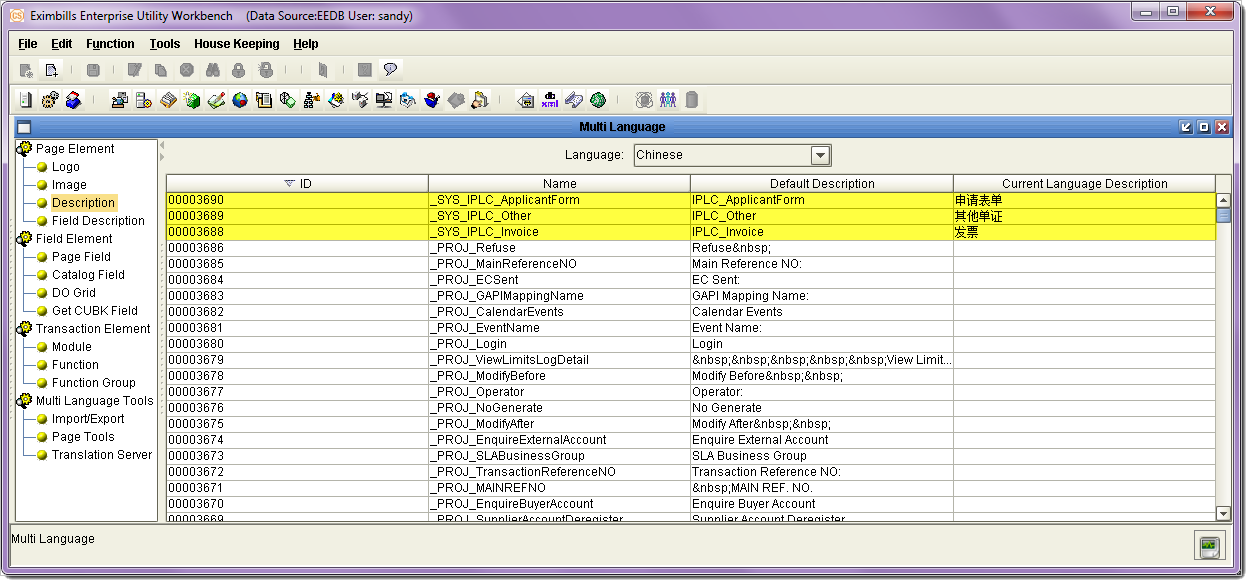 Eximbills Enterprise Utility Workbench (Data Source:EEDB User: sandy)
File Edit Function Tools House Keeping Help
Multi Language
Page Element
Logo
Image
Description
Field Description
Field Element
Page Field
Catalog Field
DO Grid
Get CUBK Field
Transaction Element
Module
Function
Function Group
Multi Language Tools
Import/Export
Page Tools
Translation Server
Language: Chinese
ID Name Default Description Current Language Description
00003690 _SYS_IPLC_ApplicantForm IPLC_ApplicantForm 申请表单
00003689 _SYS_IPLC_Other IPLC_Other 其他单证
00003688 _SYS_IPLC_Invoice IPLC_Invoice 发票
00003686 _PROJ_Refuse Refuse&nbsp;
00003685 _PROJ_MainReferenceNO Main Reference NO:
00003684 _PROJ_ECSent EC Sent:
00003683 _PROJ_GAPIMappingName GAPI Mapping Name:
00003682 _PROJ_CalendarEvents Calendar Events
00003681 _PROJ_EventName Event Name:
00003680 _PROJ_Login Login
00003679 _PROJ_ViewLimitsLogDetail &nbsp;&nbsp;&nbsp;&nbsp;&nbsp;View Limit...
00003678 _PROJ_ModifyBefore Modify Before&nbsp;&nbsp;
00003677 _PROJ_Operator Operator:
00003676 _PROJ_NoGenerate No Generate
00003675 _PROJ_ModifyAfter Modify After&nbsp;&nbsp;
00003674 _PROJ_EnquireExternalAccount Enquire External Account
00003673 _PROJ_SLABusinessGroup SLA Business Group
00003672 _PROJ_TransactionReferenceNO Transaction Reference NO:
00003671 _PROJ_MAINREFNO &nbsp;MAIN REF. NO.
00003670 _PROJ_EnquireBuyerAccount Enquire Buyer Account
00003669 _PROJ_SupplierAccountDeregister Supplier Account Deregister
Multi Language